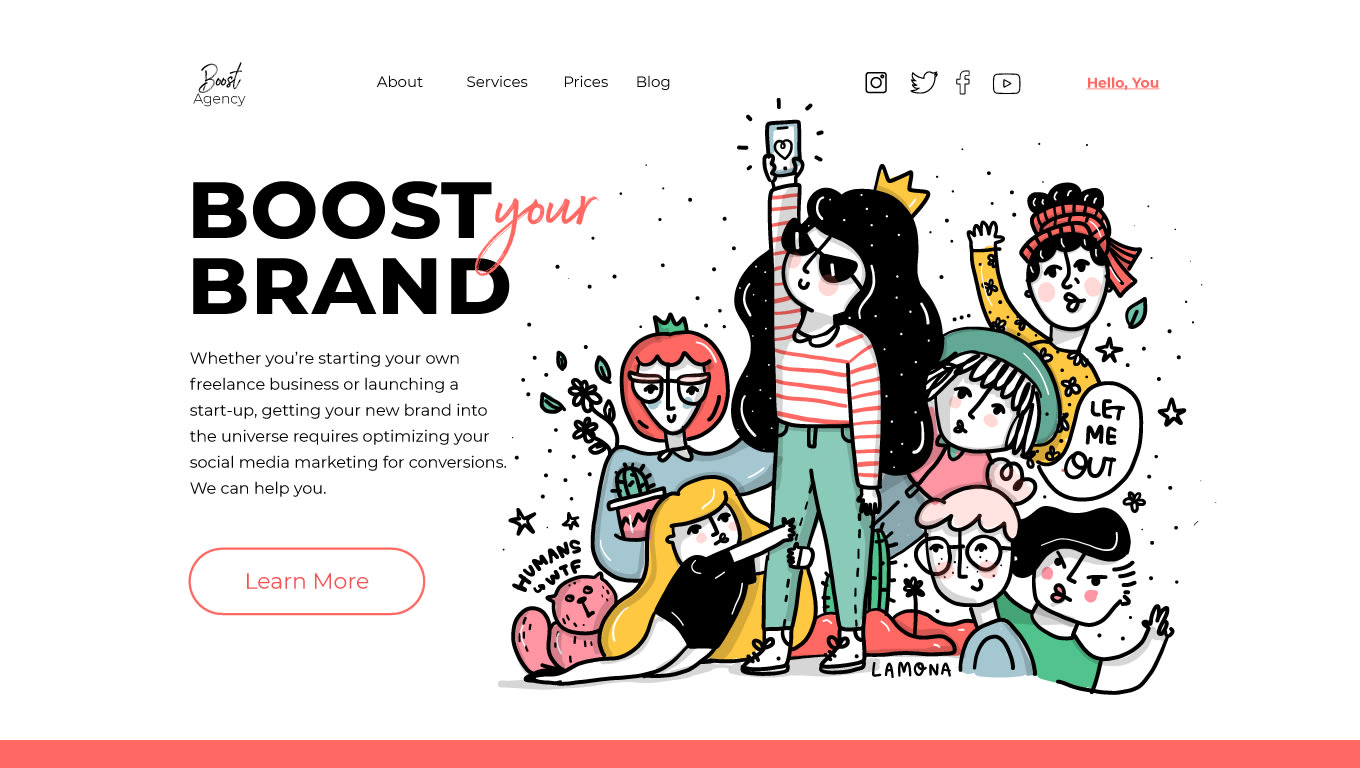 Boost
Agency
About Services Prices Blog
Hello, You
BOOST your
BRAND
Whether you’re starting your own
freelance business or launching a
start-up, getting your new brand into
the universe requires optimizing your
social media marketing for conversions.
We can help you.
Learn More
LET
ME
OUT
HUMANS
WTF
LAMONA